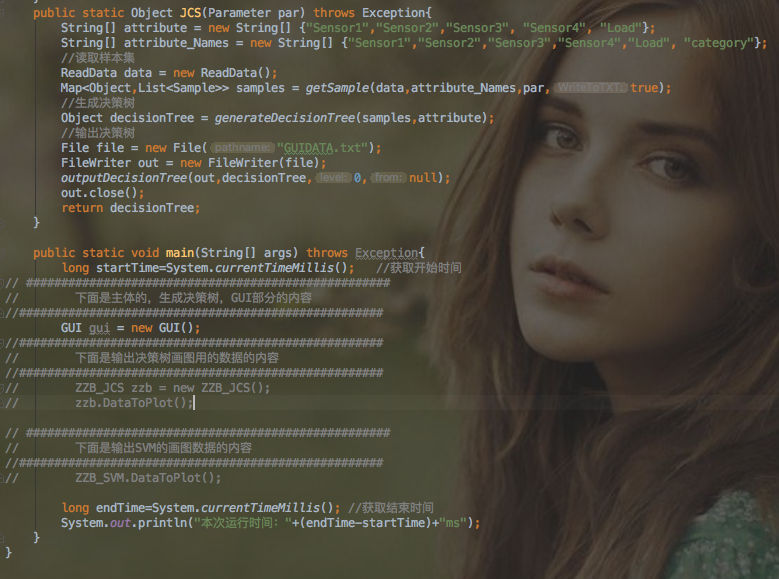 }
public static Object JCS(Parameter par) throws Exception{
String[] attribute = new String[] {"Sensor1","Sensor2","Sensor3", "Sensor4", "Load"};
String[] attribute_Names = new String[] {"Sensor1","Sensor2","Sensor3","Sensor4","Load", "category"};
//读取样本集
ReadData data = new ReadData();
Map<Object,List<Sample>> samples = getSample(data,attribute_Names,par, WriteToTXT: true);
//生成决策树
Object decisionTree = generateDecisionTree(samples,attribute);
//输出决策树
File file = new File( pathname: "GUIDATA.txt");
FileWriter out = new FileWriter(file);
outputDecisionTree(out,decisionTree, level: 0, from: null);
out.close();
return decisionTree;
}
public static void main(String[] args) throws Exception{
long startTime=System.currentTimeMillis();   //获取开始时间
// ####################################################
//        下面是主体的，生成决策树，GUI部分的内容
//####################################################
GUI gui = new GUI();
//####################################################
//        下面是输出决策树画图用的数据的内容
//####################################################
//        ZZB_JCS zzb = new ZZB_JCS();
//        zzb.DataToPlot();
// ####################################################
//        下面是输出SVM的画图数据的内容
//####################################################
//        ZZB_SVM.DataToPlot();
long endTime=System.currentTimeMillis(); //获取结束时间
System.out.println("本次运行时间: "+(endTime-startTime)+"ms");
}
}